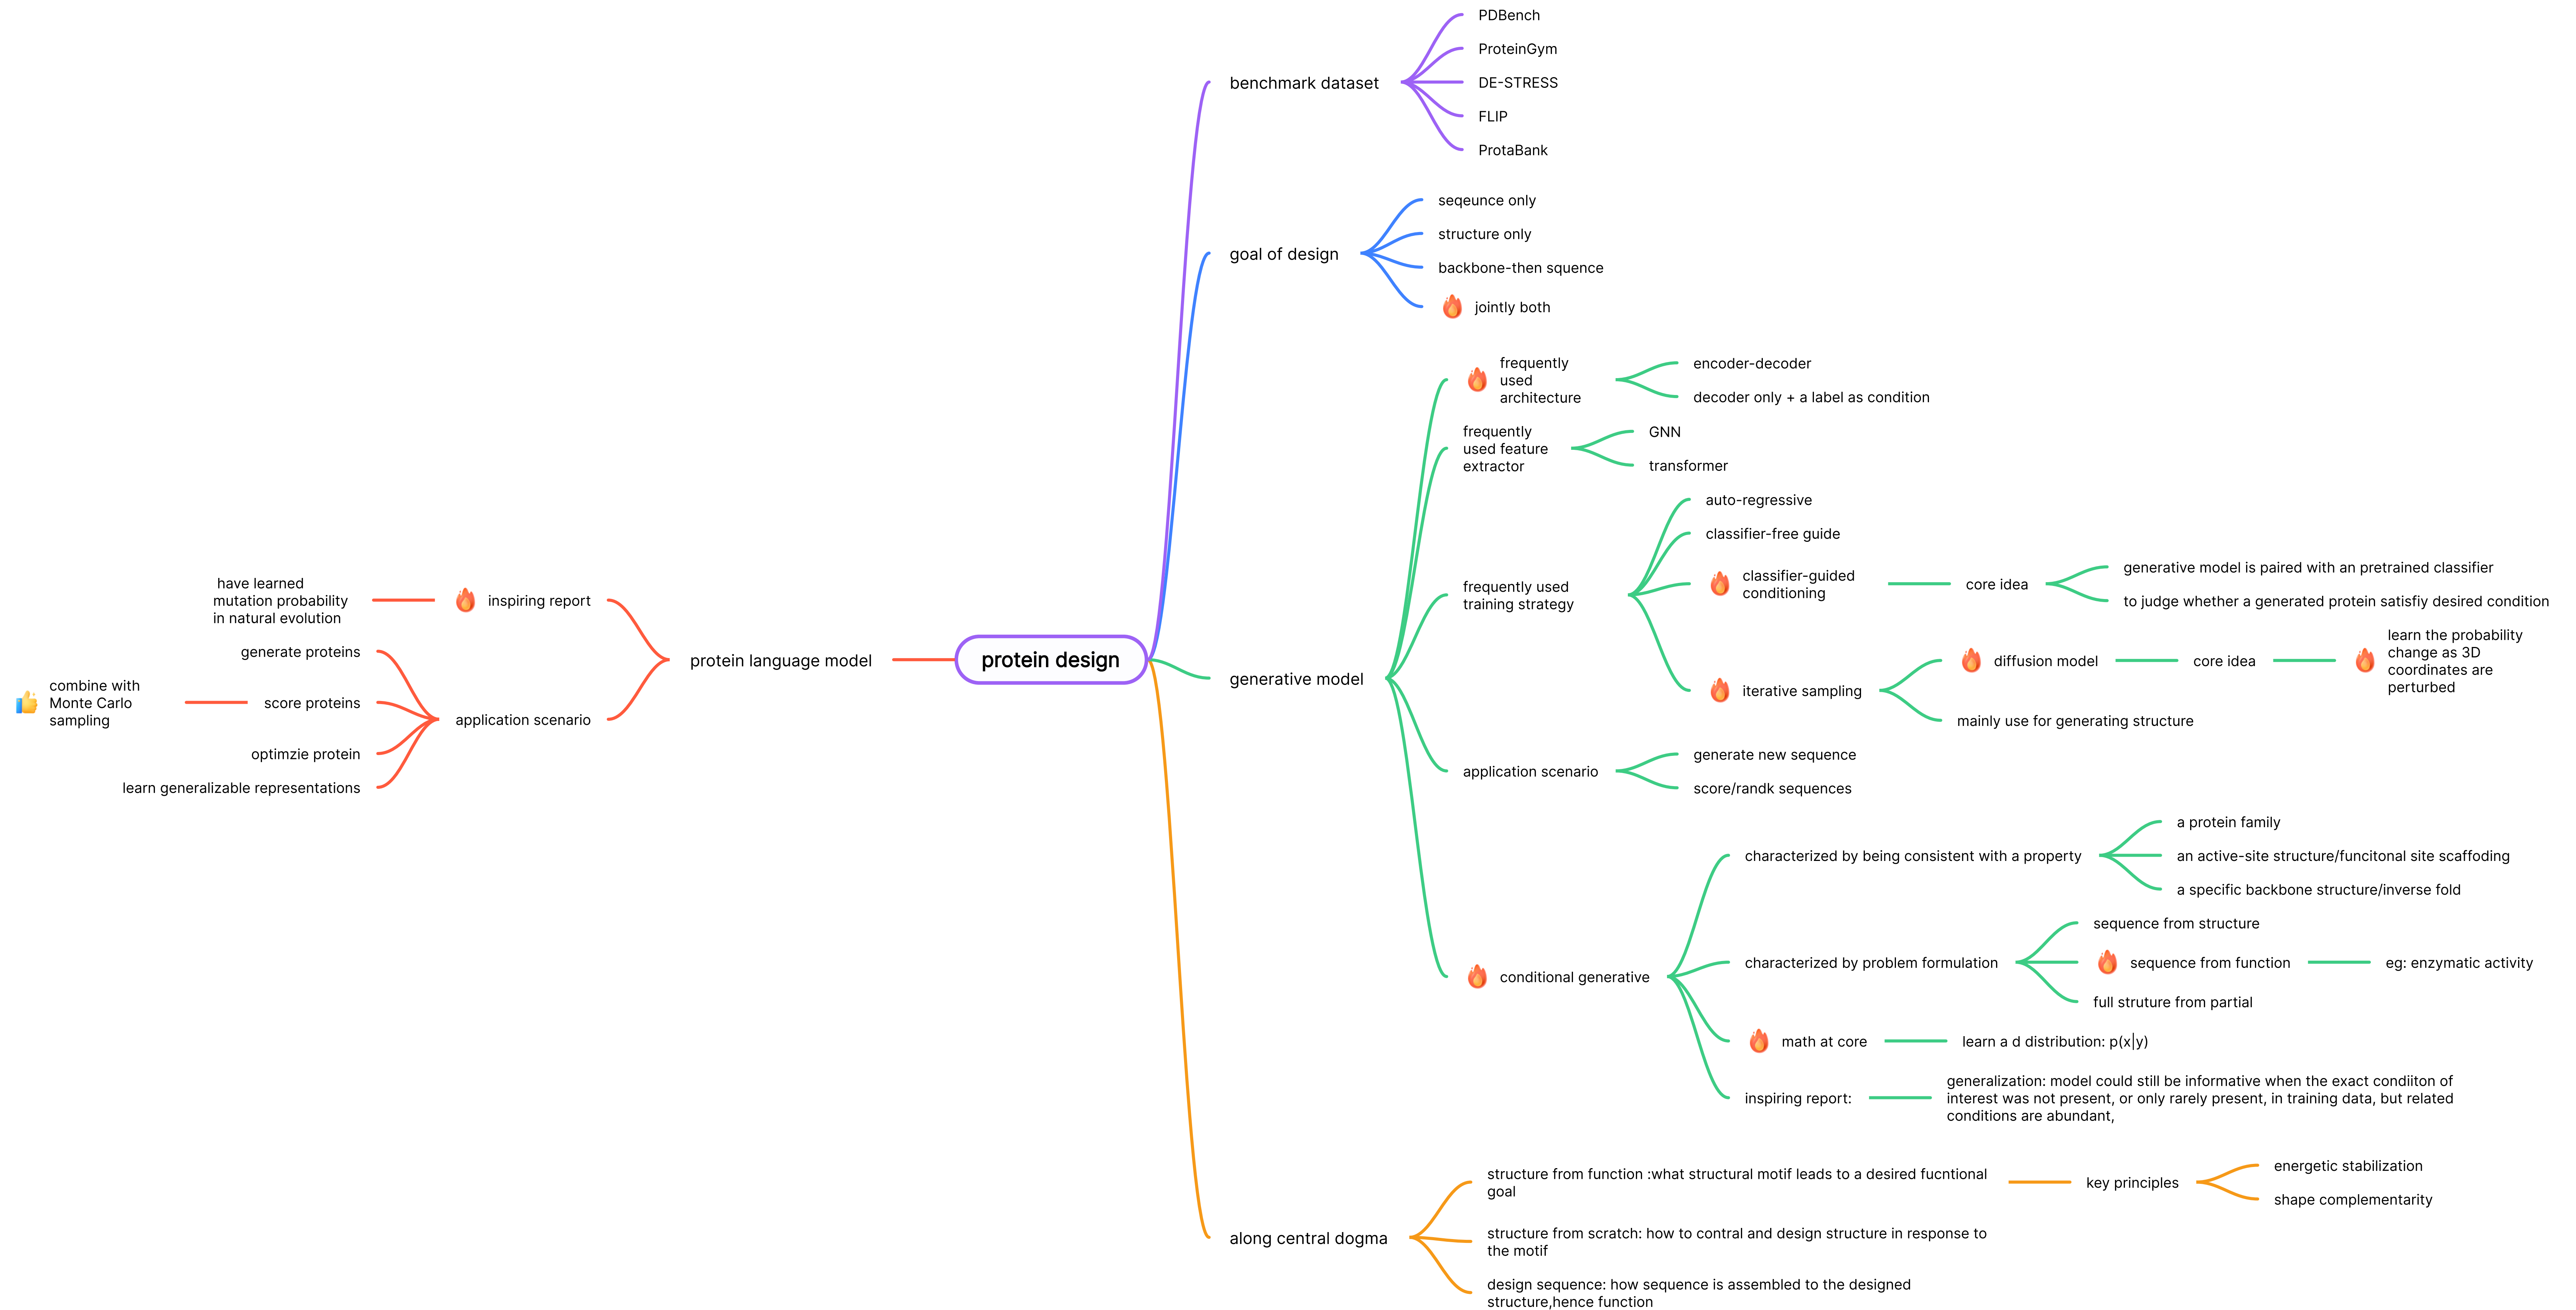 protein design
benchmark dataset
PDBench
ProteinGym
DE-STRESS
FLIP
ProtaBank
goal of design
seqeunce only
structure only
backbone-then squence
jointly both
generative model
frequently
used
architecture
encoder-decoder
decoder only + a label as condition
frequently
used feature
extractor
GNN
transformer
frequently used
training strategy
auto-regressive
classifier-free guide
classifier-guided
conditioning
core idea
generative model is paired with an pretrained classifier
to judge whether a generated protein satisfiy desired condition
iterative sampling
diffusion model
core idea
learn the probability
change as 3D
coordinates are
perturbed
mainly use for generating structure
application scenario
generate new sequence
score/randk sequences
conditional generative
characterized by being consistent with a property
a protein family
an active-site structure/funcitonal site scaffoding
a specific backbone structure/inverse fold
characterized by problem formulation
sequence from structure
sequence from function
eg: enzymatic activity
full struture from partial
math at core
learn a d distribution: p(x|y)
inspiring report:
generalization: model could still be informative when the exact condiiton of
interest was not present, or only rarely present, in training data, but related
conditions are abundant,
along central dogma
structure from function :what structural motif leads to a desired fucntional
goal
key principles
energetic stabilization
shape complementarity
structure from scratch: how to contral and design structure in response to
the motif
design sequence: how sequence is assembled to the designed
structure,hence function
protein language model
inspiring report
have learned
mutation probability
in natural evolution
application scenario
generate proteins
score proteins
combine with
Monte Carlo
sampling
optimzie protein
learn generalizable representations